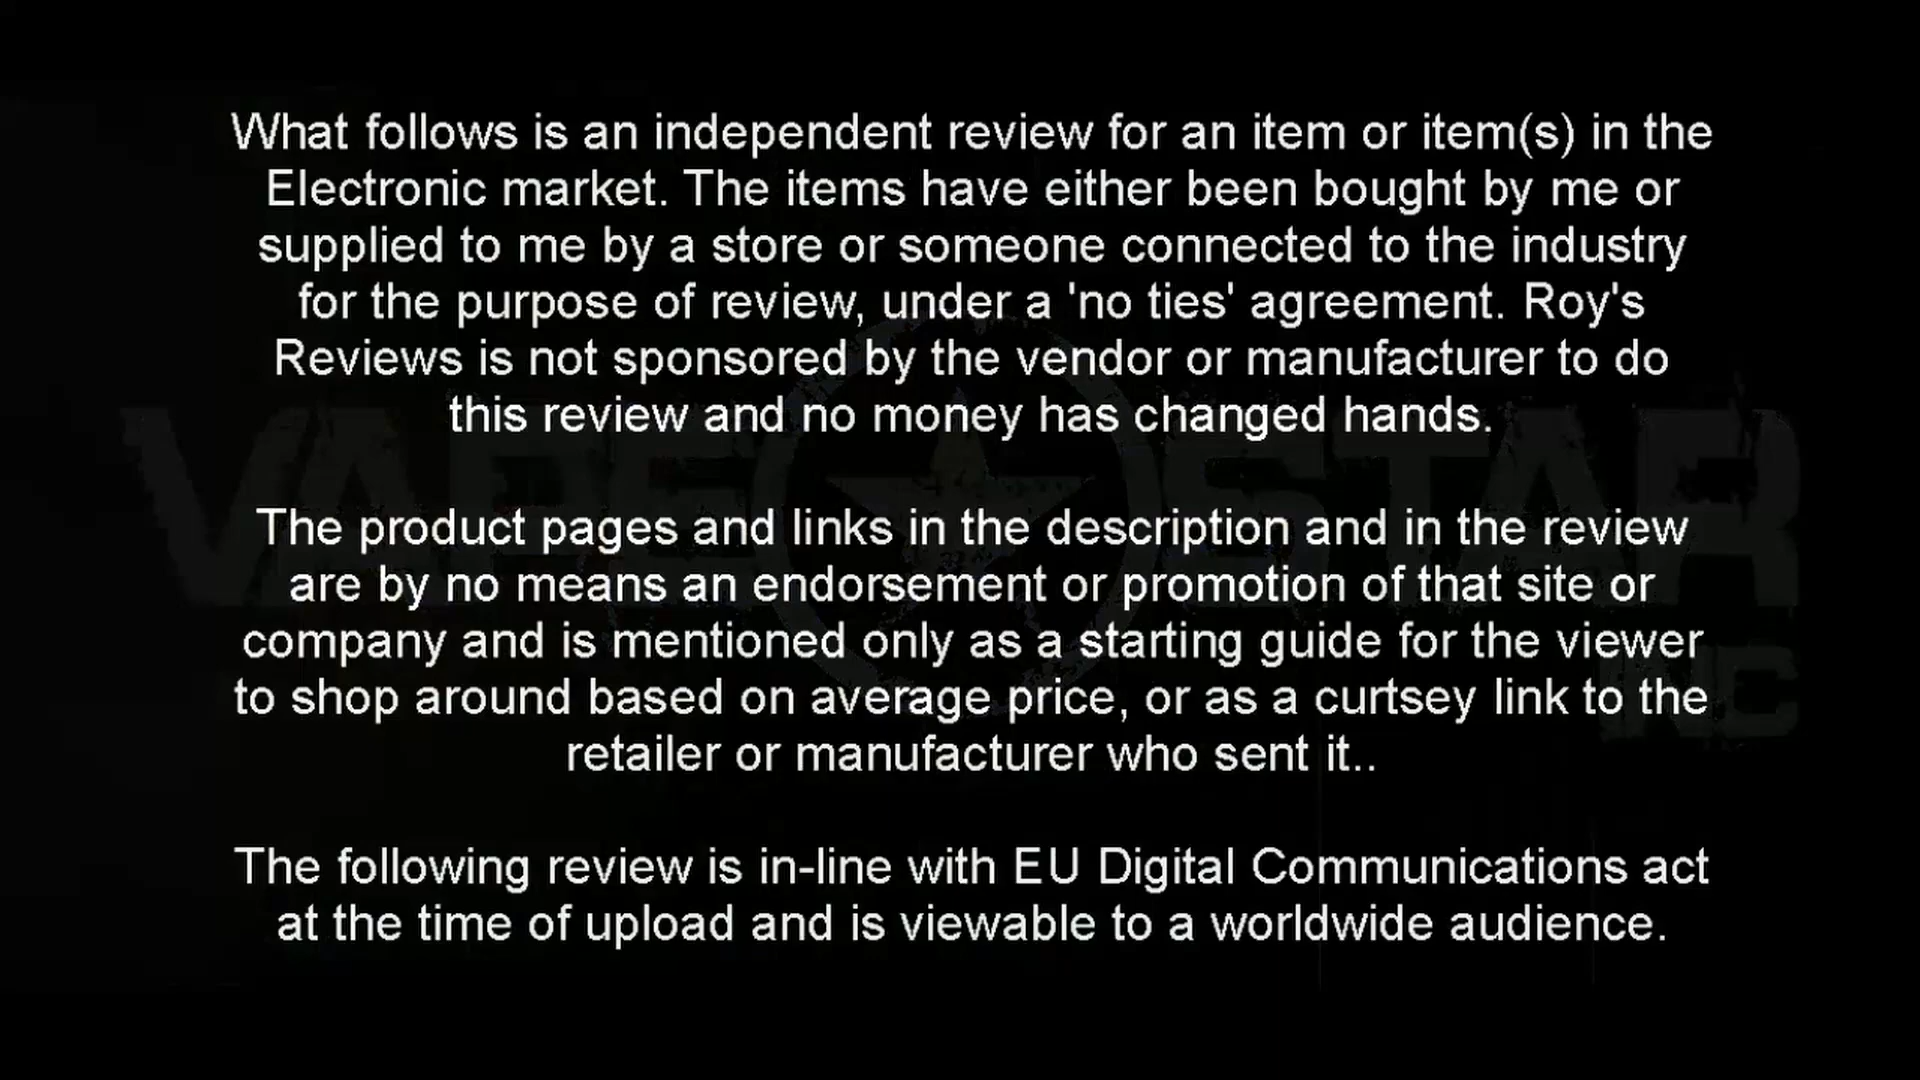 What follows is an independent review for an item or item(s) in the
Electronic market. The items have either been bought by me or
supplied to me by a store or someone connected to the industry
for the purpose of review, under a 'no ties' agreement. Roy's
Reviews is not sponsored by the vendor or manufacturer to do
this review and no money has changed hands.
VAPE STAR
INC
The product pages and links in the description and in the review
are by no means an endorsement or promotion of that site or
company and is mentioned only as a starting guide for the viewer
to shop around based on average price, or as a curtsey link to the
retailer or manufacturer who sent it..
The following review is in-line with EU Digital Communications act
at the time of upload and is viewable to a worldwide audience.